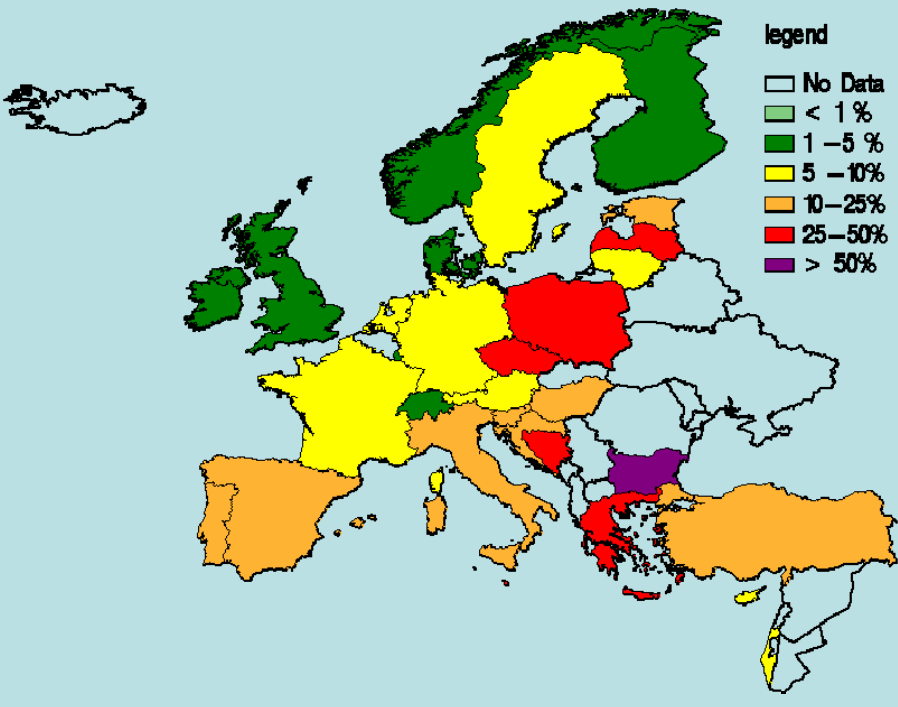 legend
No Data
< 1 %
1 –5 %
5 –10%
10–25%
25–50%
> 50%